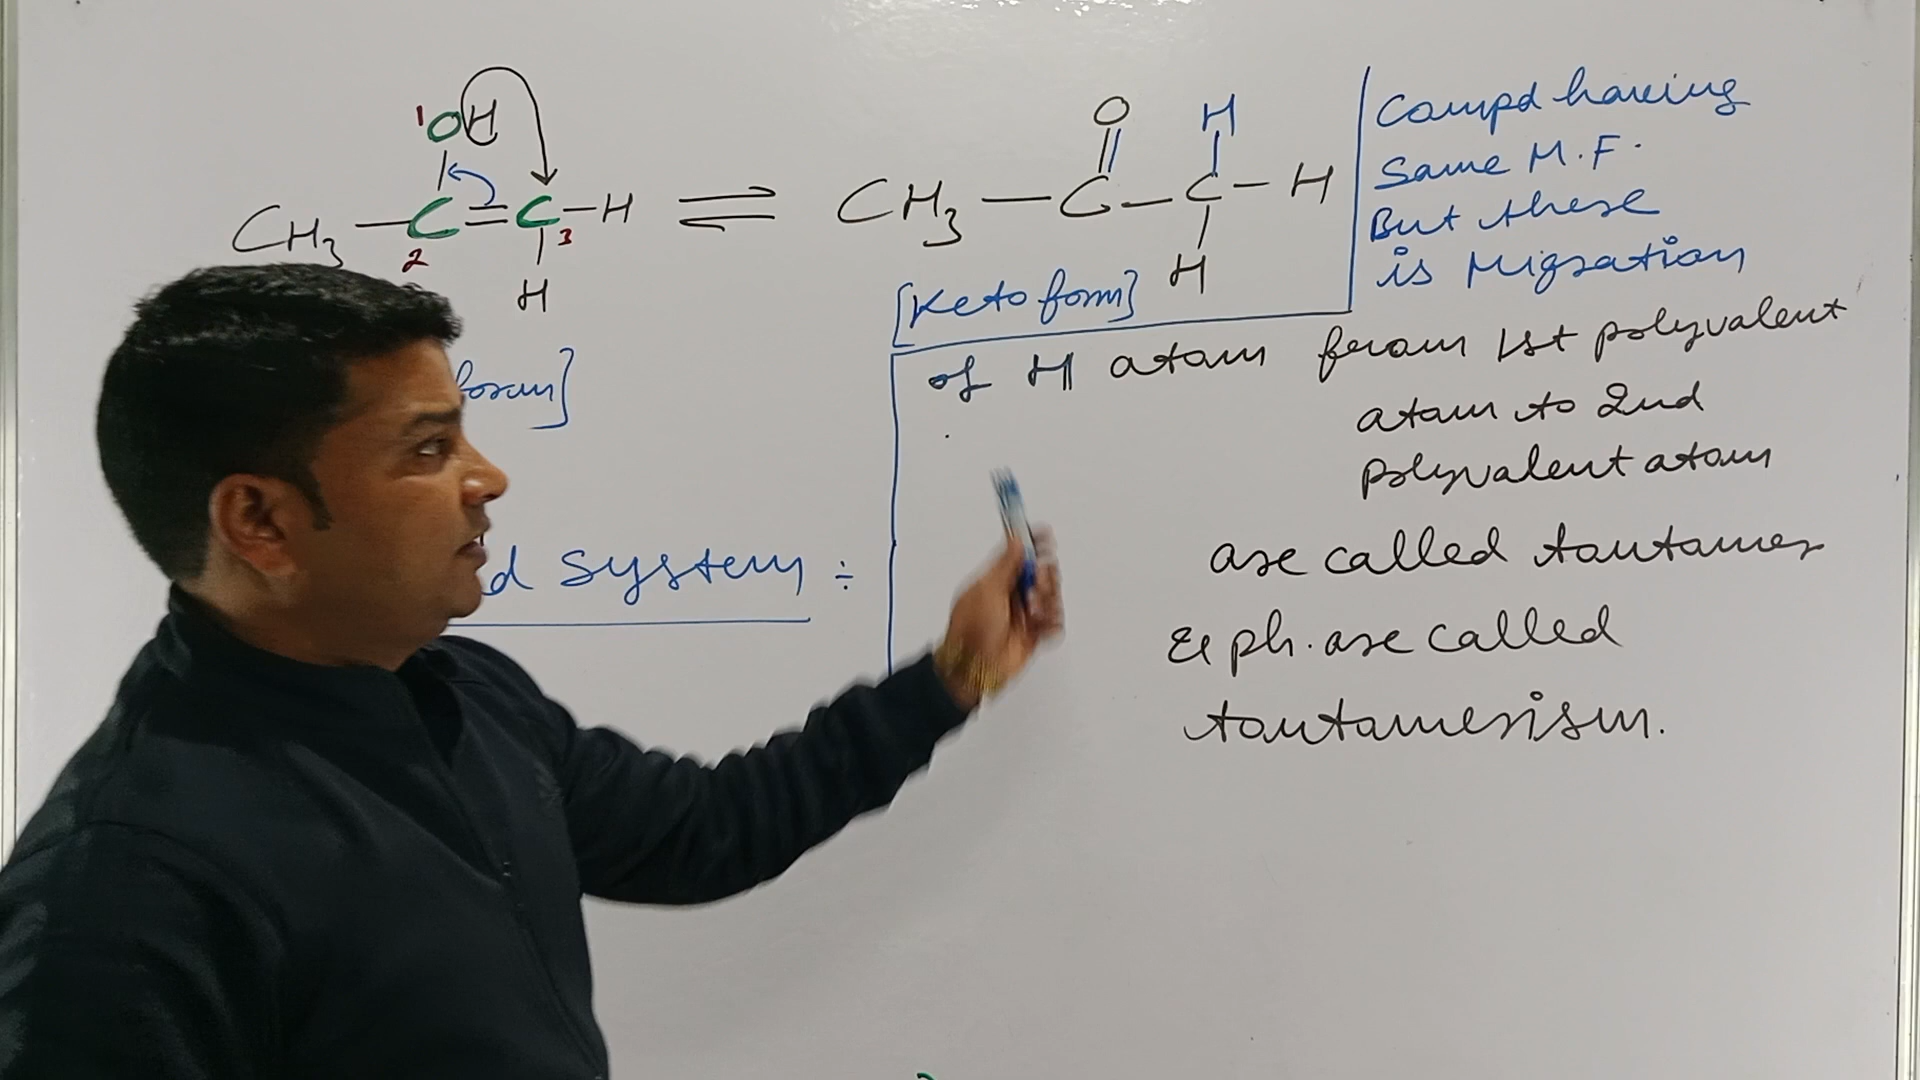 1 OH
CH3 — C = C — H
2 3
H
O H
CH3 — C — C — H
H
[Keto form]
form]
d System ÷
Compd having
Same M.F.
But there
is Migration
of H atom from 1st polyvalent
atom to 2nd
polyvalent atom
are called tautomer
& ph. are called
tautomerism.